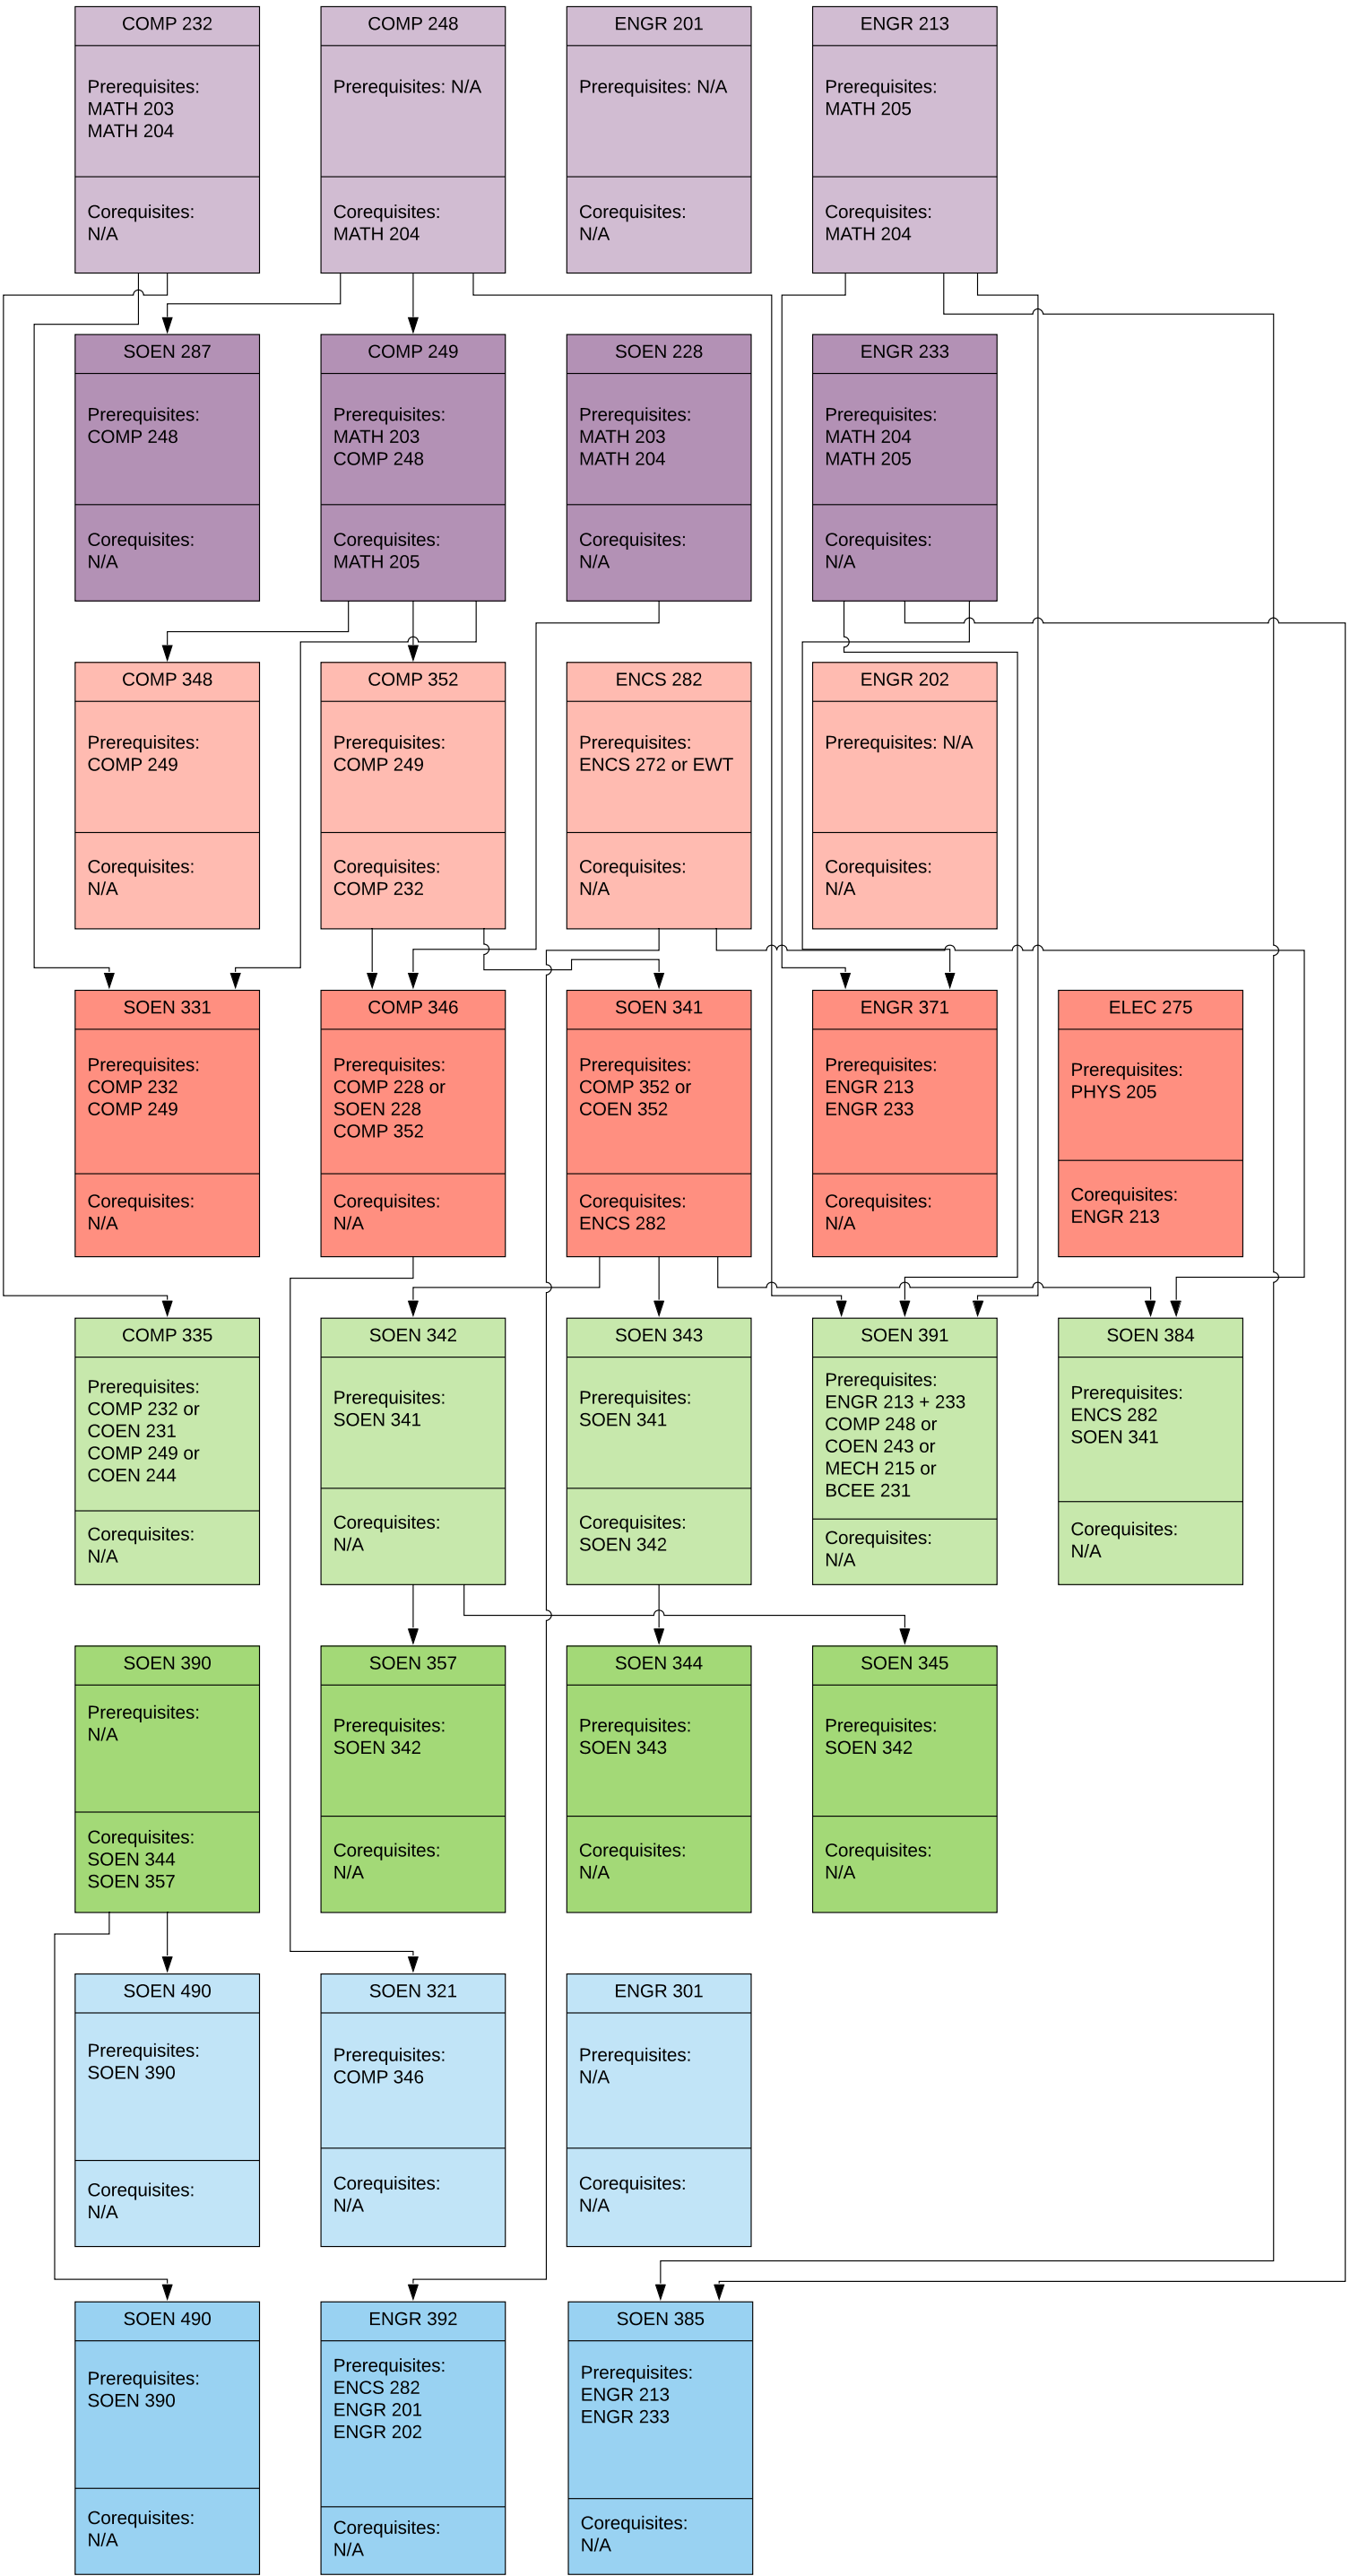 COMP 232
Prerequisites:
MATH 203
MATH 204
Corequisites:
N/A
COMP 248
Prerequisites: N/A
Corequisites:
MATH 204
ENGR 201
Prerequisites: N/A
Corequisites:
N/A
ENGR 213
Prerequisites:
MATH 205
Corequisites:
MATH 204
SOEN 287
Prerequisites:
COMP 248
Corequisites:
N/A
COMP 249
Prerequisites:
MATH 203
COMP 248
Corequisites:
MATH 205
SOEN 228
Prerequisites:
MATH 203
MATH 204
Corequisites:
N/A
ENGR 233
Prerequisites:
MATH 204
MATH 205
Corequisites:
N/A
COMP 348
Prerequisites:
COMP 249
Corequisites:
N/A
COMP 352
Prerequisites:
COMP 249
Corequisites:
COMP 232
ENCS 282
Prerequisites:
ENCS 272 or EWT
Corequisites:
N/A
ENGR 202
Prerequisites: N/A
Corequisites:
N/A
SOEN 331
Prerequisites:
COMP 232
COMP 249
Corequisites:
N/A
COMP 346
Prerequisites:
COMP 228 or
SOEN 228
COMP 352
Corequisites:
N/A
SOEN 341
Prerequisites:
COMP 352 or
COEN 352
Corequisites:
ENCS 282
ENGR 371
Prerequisites:
ENGR 213
ENGR 233
Corequisites:
N/A
ELEC 275
Prerequisites:
PHYS 205
Corequisites:
ENGR 213
COMP 335
Prerequisites:
COMP 232 or
COEN 231
COMP 249 or
COEN 244
Corequisites:
N/A
SOEN 342
Prerequisites:
SOEN 341
Corequisites:
N/A
SOEN 343
Prerequisites:
SOEN 341
Corequisites:
SOEN 342
SOEN 391
Prerequisites:
ENGR 213 + 233
COMP 248 or
COEN 243 or
MECH 215 or
BCEE 231
Corequisites:
N/A
SOEN 384
Prerequisites:
ENCS 282
SOEN 341
Corequisites:
N/A
SOEN 390
Prerequisites:
N/A
Corequisites:
SOEN 344
SOEN 357
SOEN 357
Prerequisites:
SOEN 342
Corequisites:
N/A
SOEN 344
Prerequisites:
SOEN 343
Corequisites:
N/A
SOEN 345
Prerequisites:
SOEN 342
Corequisites:
N/A
SOEN 490
Prerequisites:
SOEN 390
Corequisites:
N/A
SOEN 321
Prerequisites:
COMP 346
Corequisites:
N/A
ENGR 301
Prerequisites:
N/A
Corequisites:
N/A
SOEN 490
Prerequisites:
SOEN 390
Corequisites:
N/A
ENGR 392
Prerequisites:
ENCS 282
ENGR 201
ENGR 202
Corequisites:
N/A
SOEN 385
Prerequisites:
ENGR 213
ENGR 233
Corequisites:
N/A